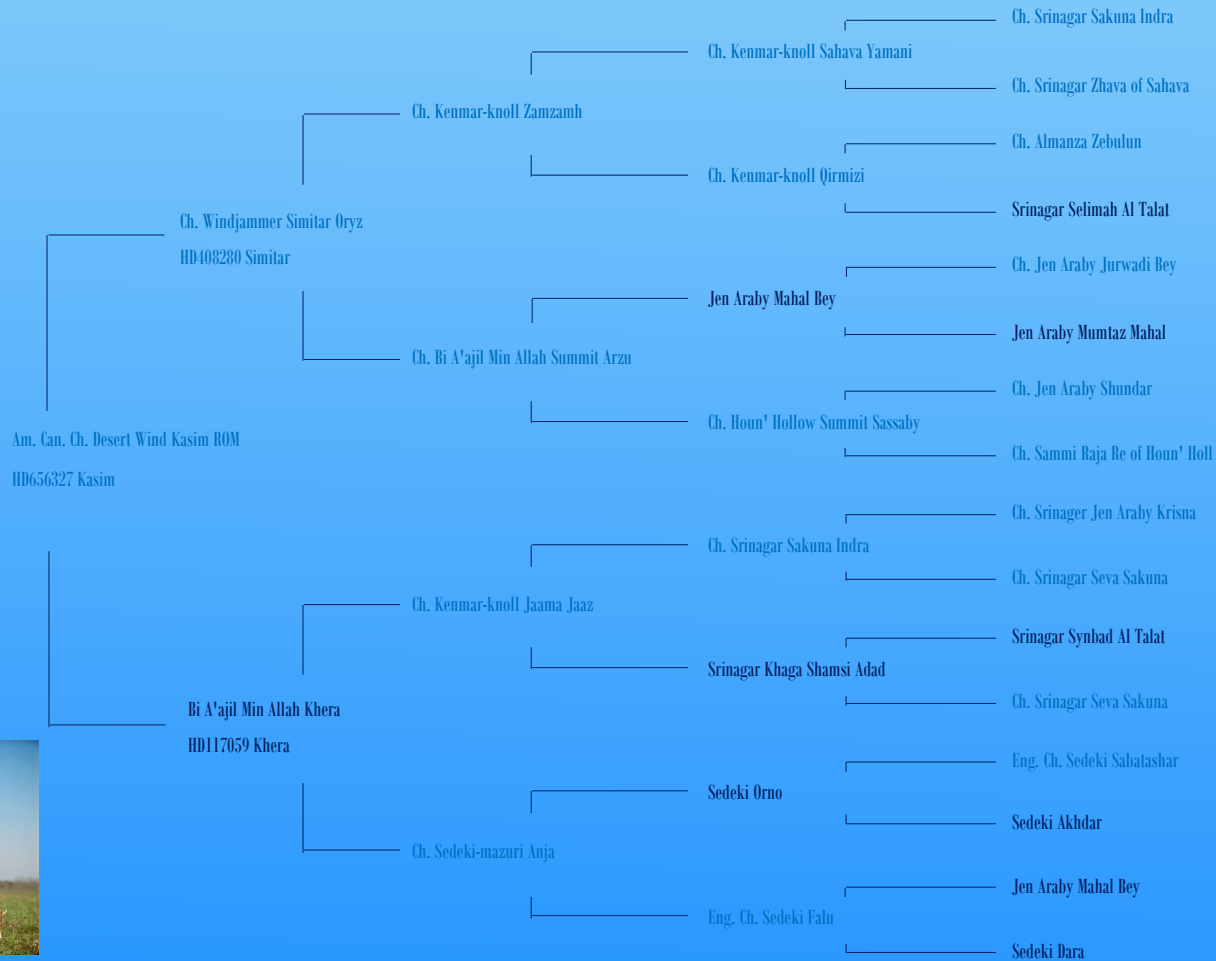 Ch. Srinagar Sakuna Indra
Ch. Kenmar-knoll Sahava Yamani
Ch. Srinagar Zhava of Sahava
Ch. Kenmar-knoll Zamzamh
Ch. Almanza Zebulun
Ch. Kenmar-knoll Qirmizi
Srinagar Selimah Al Talat
Ch. Windjammer Simitar Oryz
HD408280 Simitar
Ch. Jen Araby Jurwadi Bey
Jen Araby Mahal Bey
Jen Araby Mumtaz Mahal
Ch. Bi A'ajil Min Allah Summit Arzu
Ch. Jen Araby Shundar
Ch. Houn' Hollow Summit Sassaby
Ch. Sammi Raja Re of Houn' Holl
Am. Can. Ch. Desert Wind Kasim ROM
HD656327 Kasim
Ch. Srinager Jen Araby Krisna
Ch. Srinagar Sakuna Indra
Ch. Srinagar Seva Sakuna
Ch. Kenmar-knoll Jaama Jaaz
Srinagar Synbad Al Talat
Srinagar Khaga Shamsi Adad
Ch. Srinagar Seva Sakuna
Bi A'ajil Min Allah Khera
HD117059 Khera
Eng. Ch. Sedeki Sabatashar
Sedeki Orno
Sedeki Akhdar
Ch. Sedeki-mazuri Anja
Jen Araby Mahal Bey
Eng. Ch. Sedeki Falu
Sedeki Dara